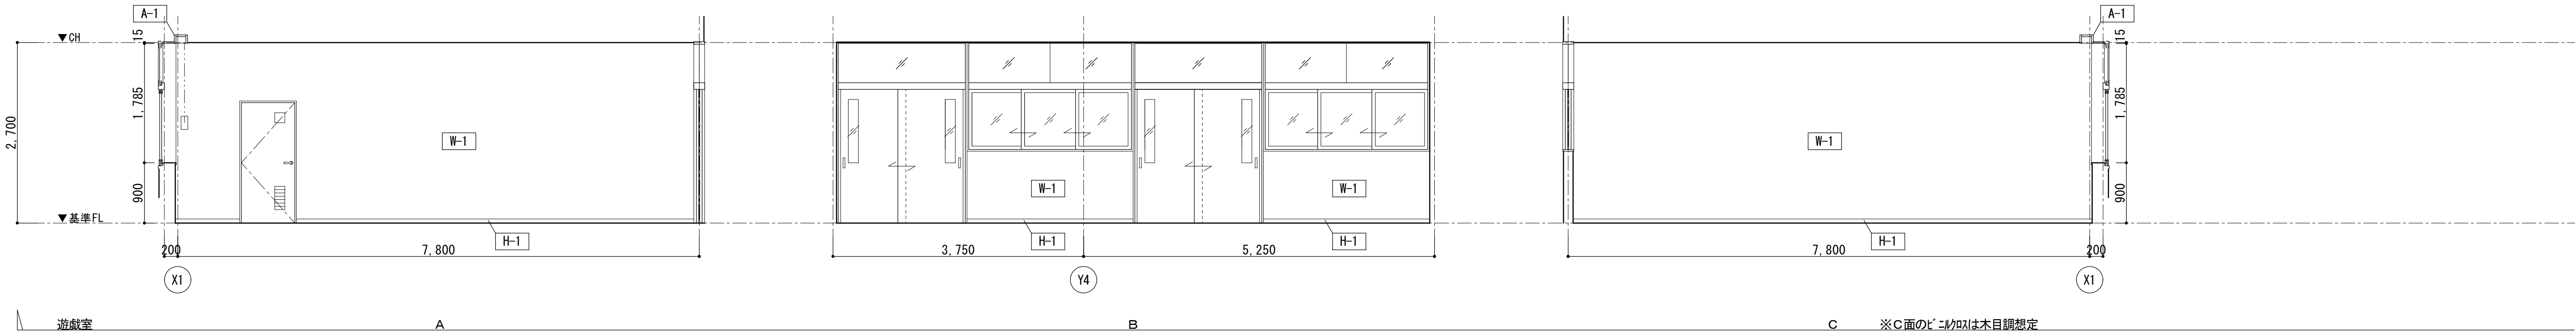 A-1
▼CH
15
1,785
2,700
900
W-1
▼基準FL
H-1
200
7,800
X1
W-1
W-1
H-1
H-1
3,750
5,250
Y4
A-1
15
1,785
W-1
900
H-1
7,800
200
X1
遊戯室
A
B
C ※C面のビニルクロスは木目調想定